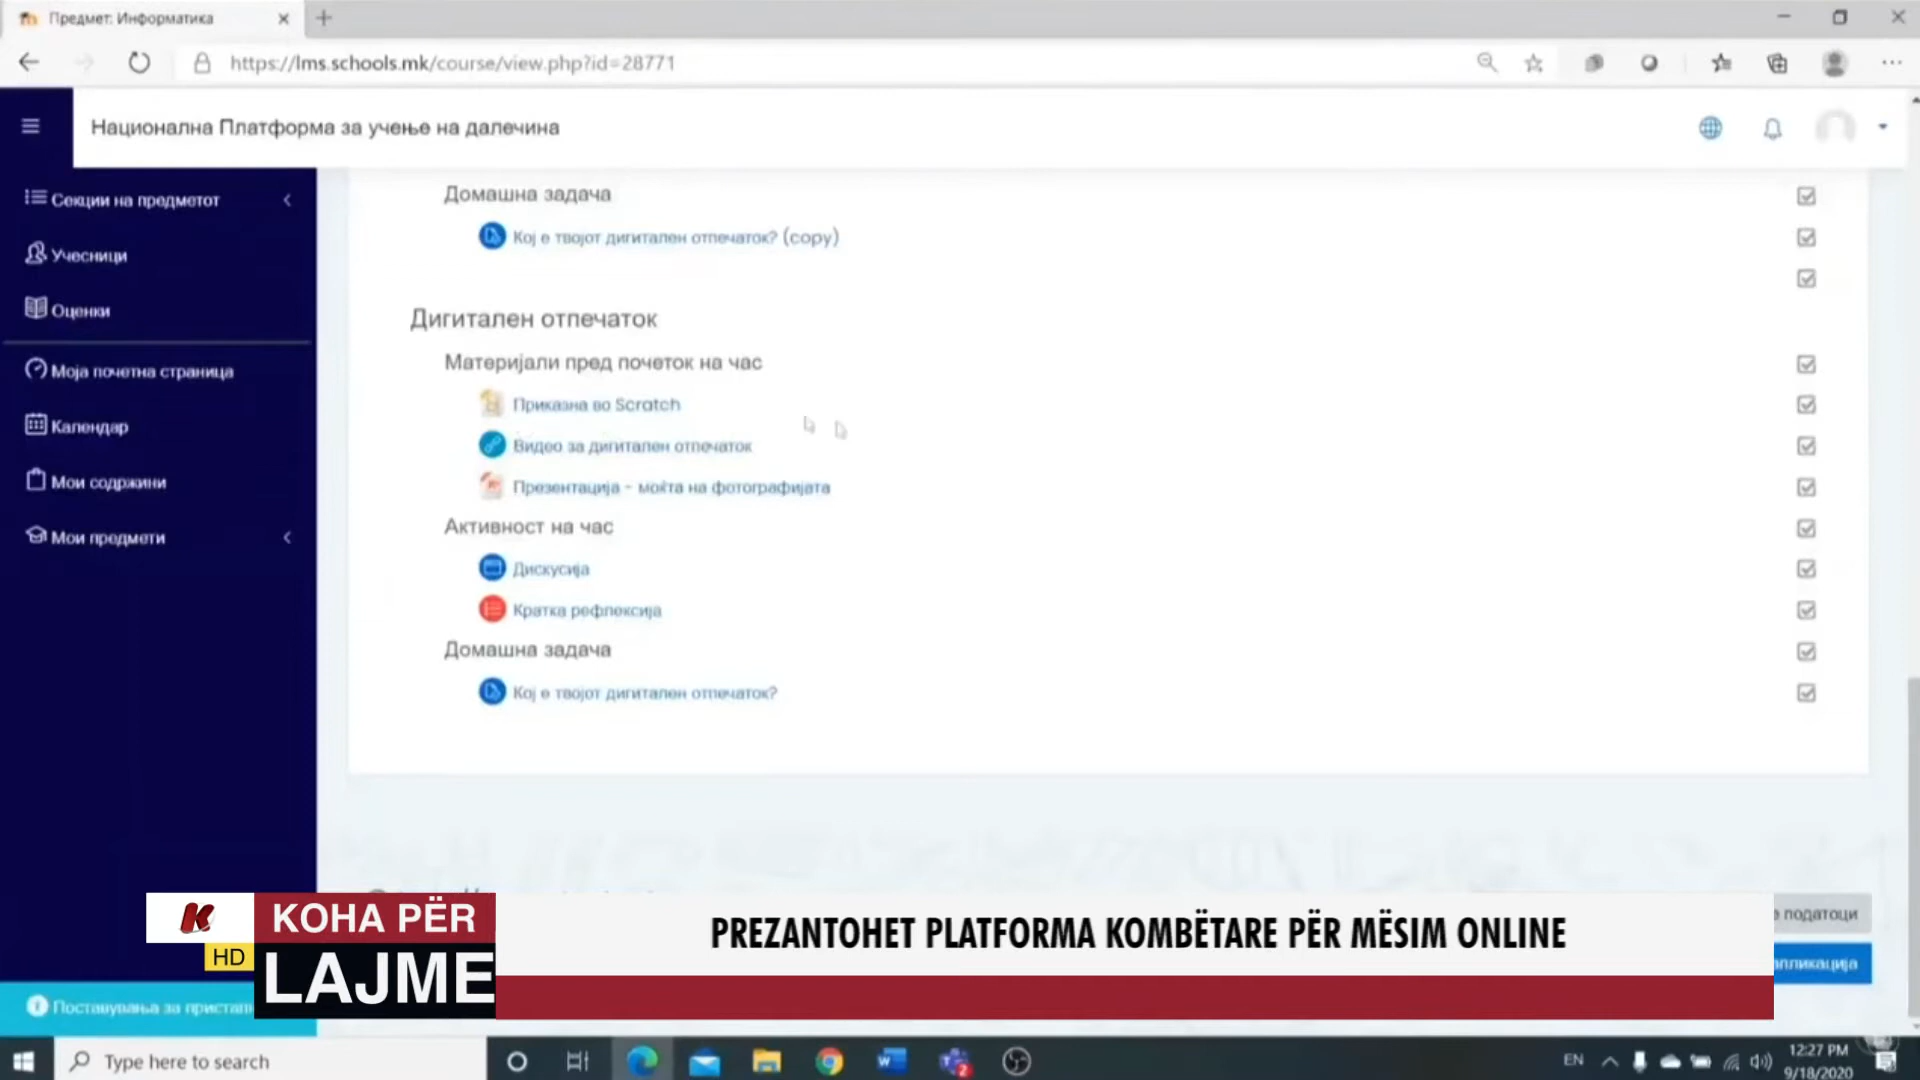 Предмет: Информатика
https://lms.schools.mk/course/view.php?id=28771
Национална Платформа за учење на далечина
Секции на предметот
Учесници
Оценки
Моја почетна страница
Календар
Мои содржини
Мои предмети
Домашна задача
Кој е твојот дигитален отпечаток? (copy)
Дигитален отпечаток
Материјали пред почеток на час
Приказна во Scratch
Видео за дигитален отпечаток
Презентација - моќта на фотографијата
Активност на час
Дискусија
Кратка рефлексија
Домашна задача
Кој е твојот дигитален отпечаток?
податоци
Поставувања за
K
HD
KOHA PËR
LAJME
PREZANTOHET PLATFORMA KOMBËTARE PËR MËSIM ONLINE
Type here to search
EN
12:27 PM
9/18/2020